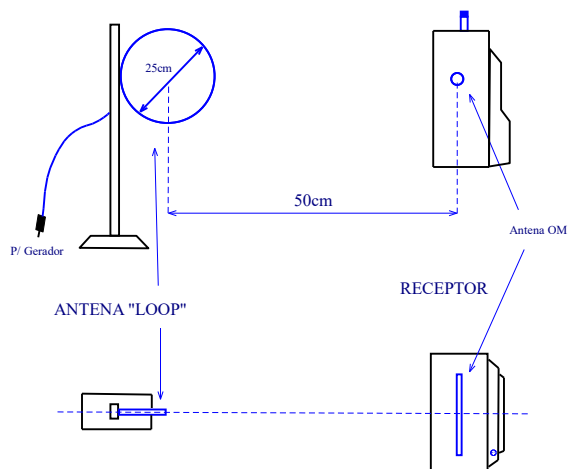 25cm
50cm
Antena OM
P/ Gerador
RECEPTOR
ANTENA "LOOP"